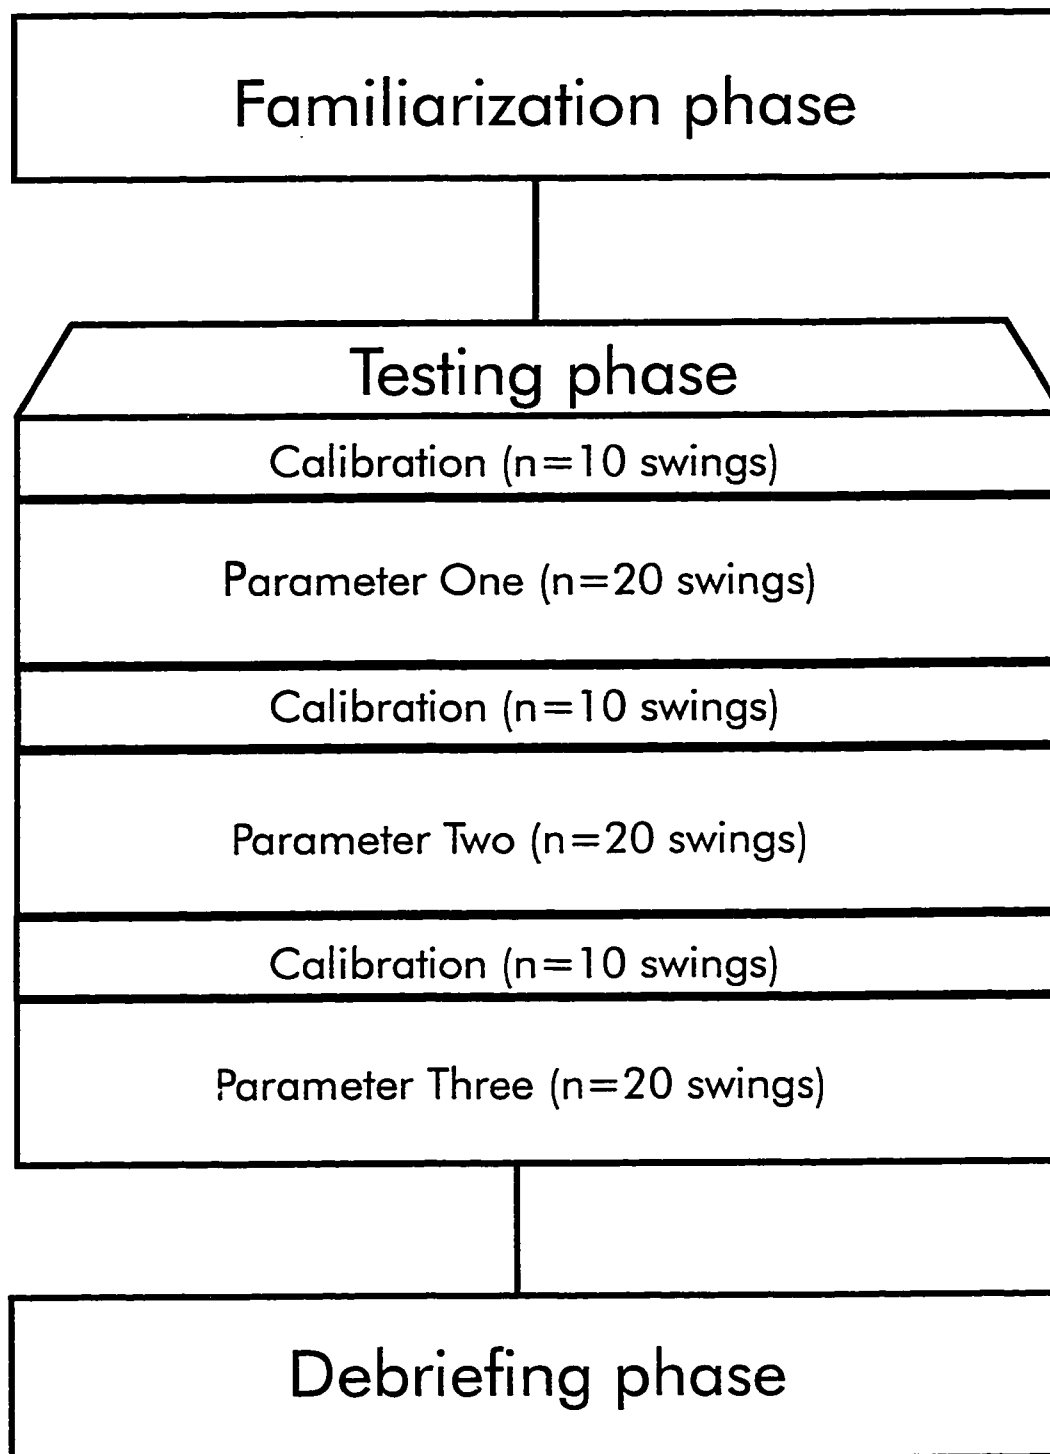 Familiarization phase
Testing phase
Calibration (n=10 swings)
Parameter One (n=20 swings)
Calibration (n=10 swings)
Parameter Two (n=20 swings)
Calibration (n=10 swings)
Parameter Three (n=20 swings)
Debriefing phase